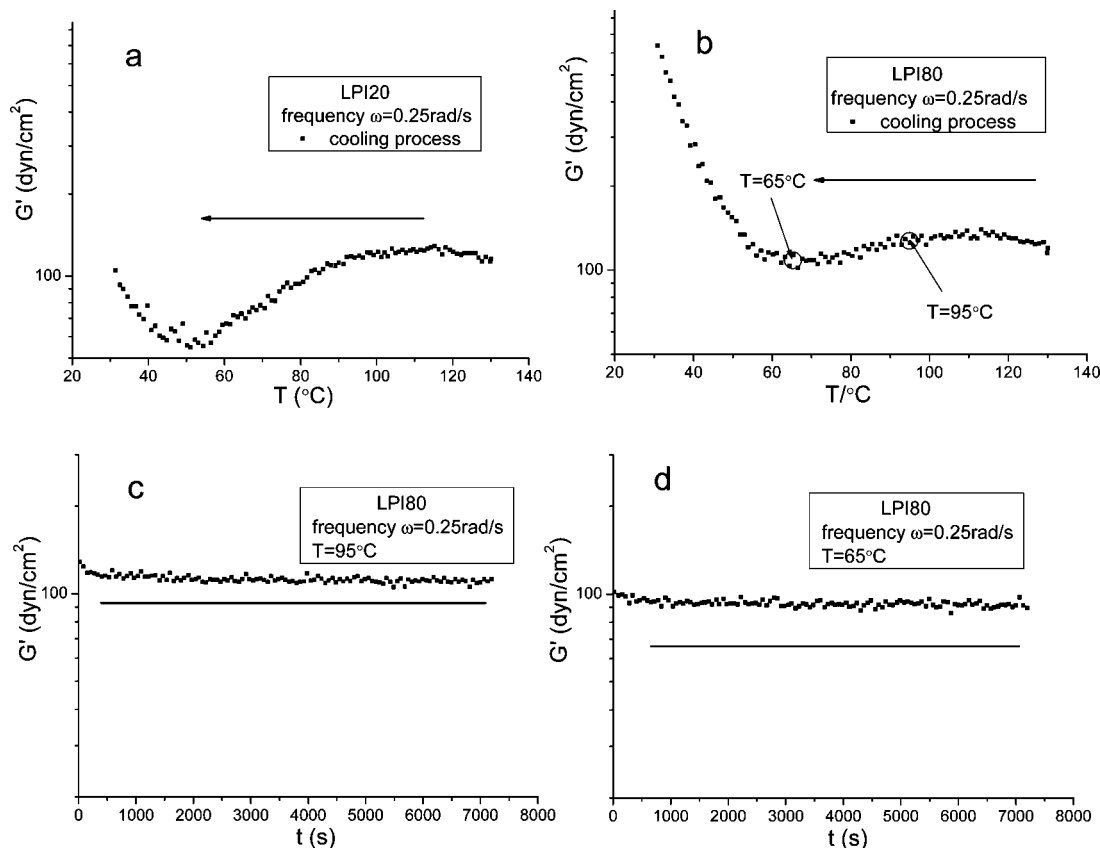 a
LPI20
frequency ω=0.25rad/s
cooling process
G' (dyn/cm²)
100
20 40 60 80 100 120 140
T (°C)
b
LPI80
frequency ω=0.25rad/s
cooling process
G' (dyn/cm²)
T=65°C
T=95°C
100
20 40 60 80 100 120 140
T/°C
c
LPI80
frequency ω=0.25rad/s
T=95°C
G' (dyn/cm²)
100
0 1000 2000 3000 4000 5000 6000 7000 8000
t (s)
d
LPI80
frequency ω=0.25rad/s
T=65°C
G' (dyn/cm²)
100
0 1000 2000 3000 4000 5000 6000 7000 8000
t (s)